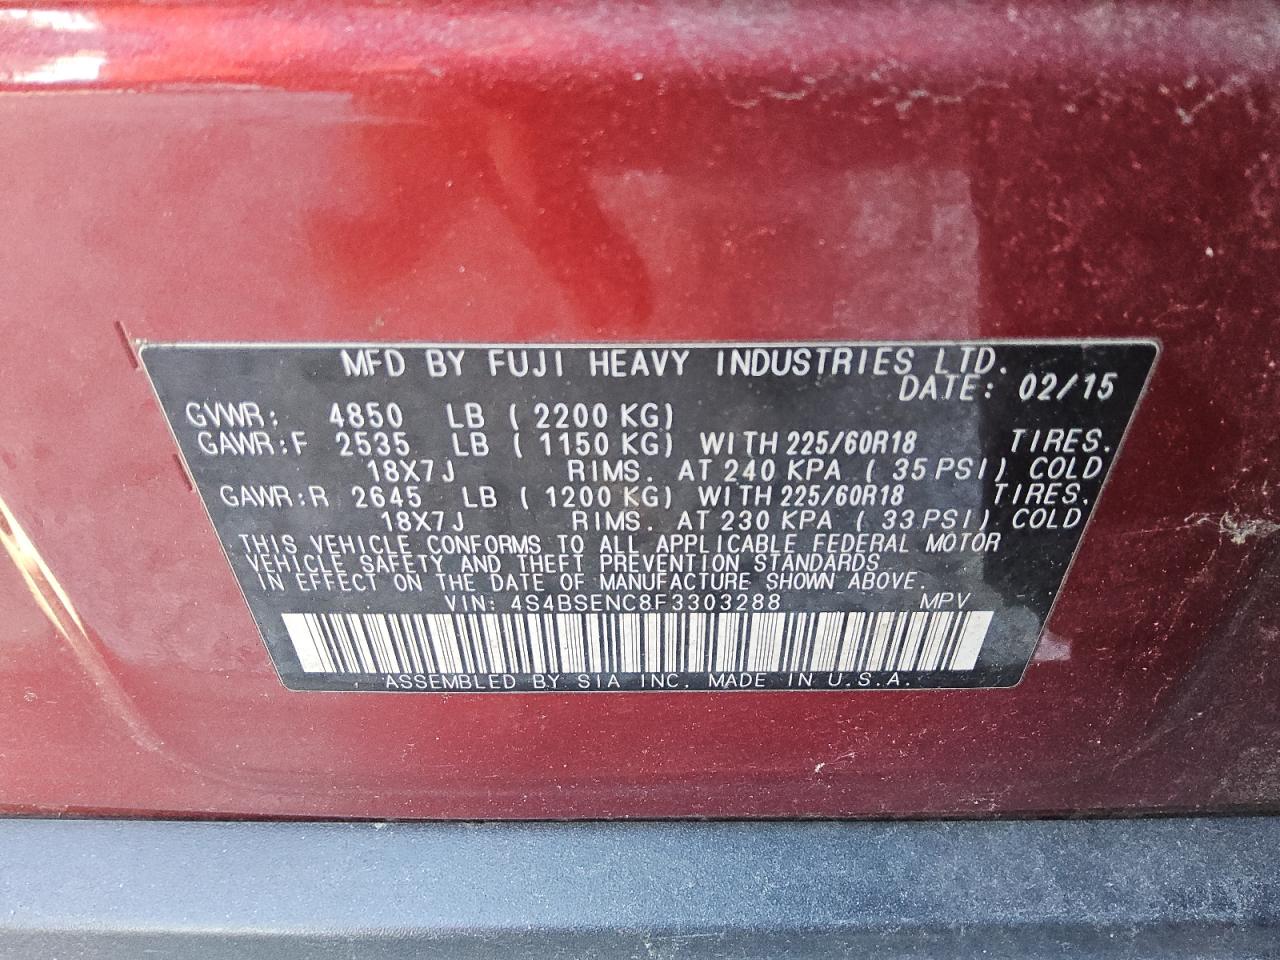 MFD BY FUJI HEAVY INDUSTRIES LTD.
DATE: 02/15
GVWR: 4850 LB ( 2200 KG)
GAWR:F 2535 LB ( 1150 KG) WITH 225/60R18 TIRES.
18X7J RIMS. AT 240 KPA ( 35 PSI) COLD
GAWR:R 2645 LB ( 1200 KG) WITH 225/60R18 TIRES,
18X7J RIMS. AT 230 KPA ( 33 PSI) COLD
THIS VEHICLE CONFORMS TO ALL APPLICABLE FEDERAL MOTOR
VEHICLE SAFETY AND THEFT PREVENTION STANDARDS
IN EFFECT ON THE DATE OF MANUFACTURE SHOWN ABOVE.
VIN: 4S4BSENC8F3303288 MPV
ASSEMBLED BY SIA INC. MADE IN U.S.A.